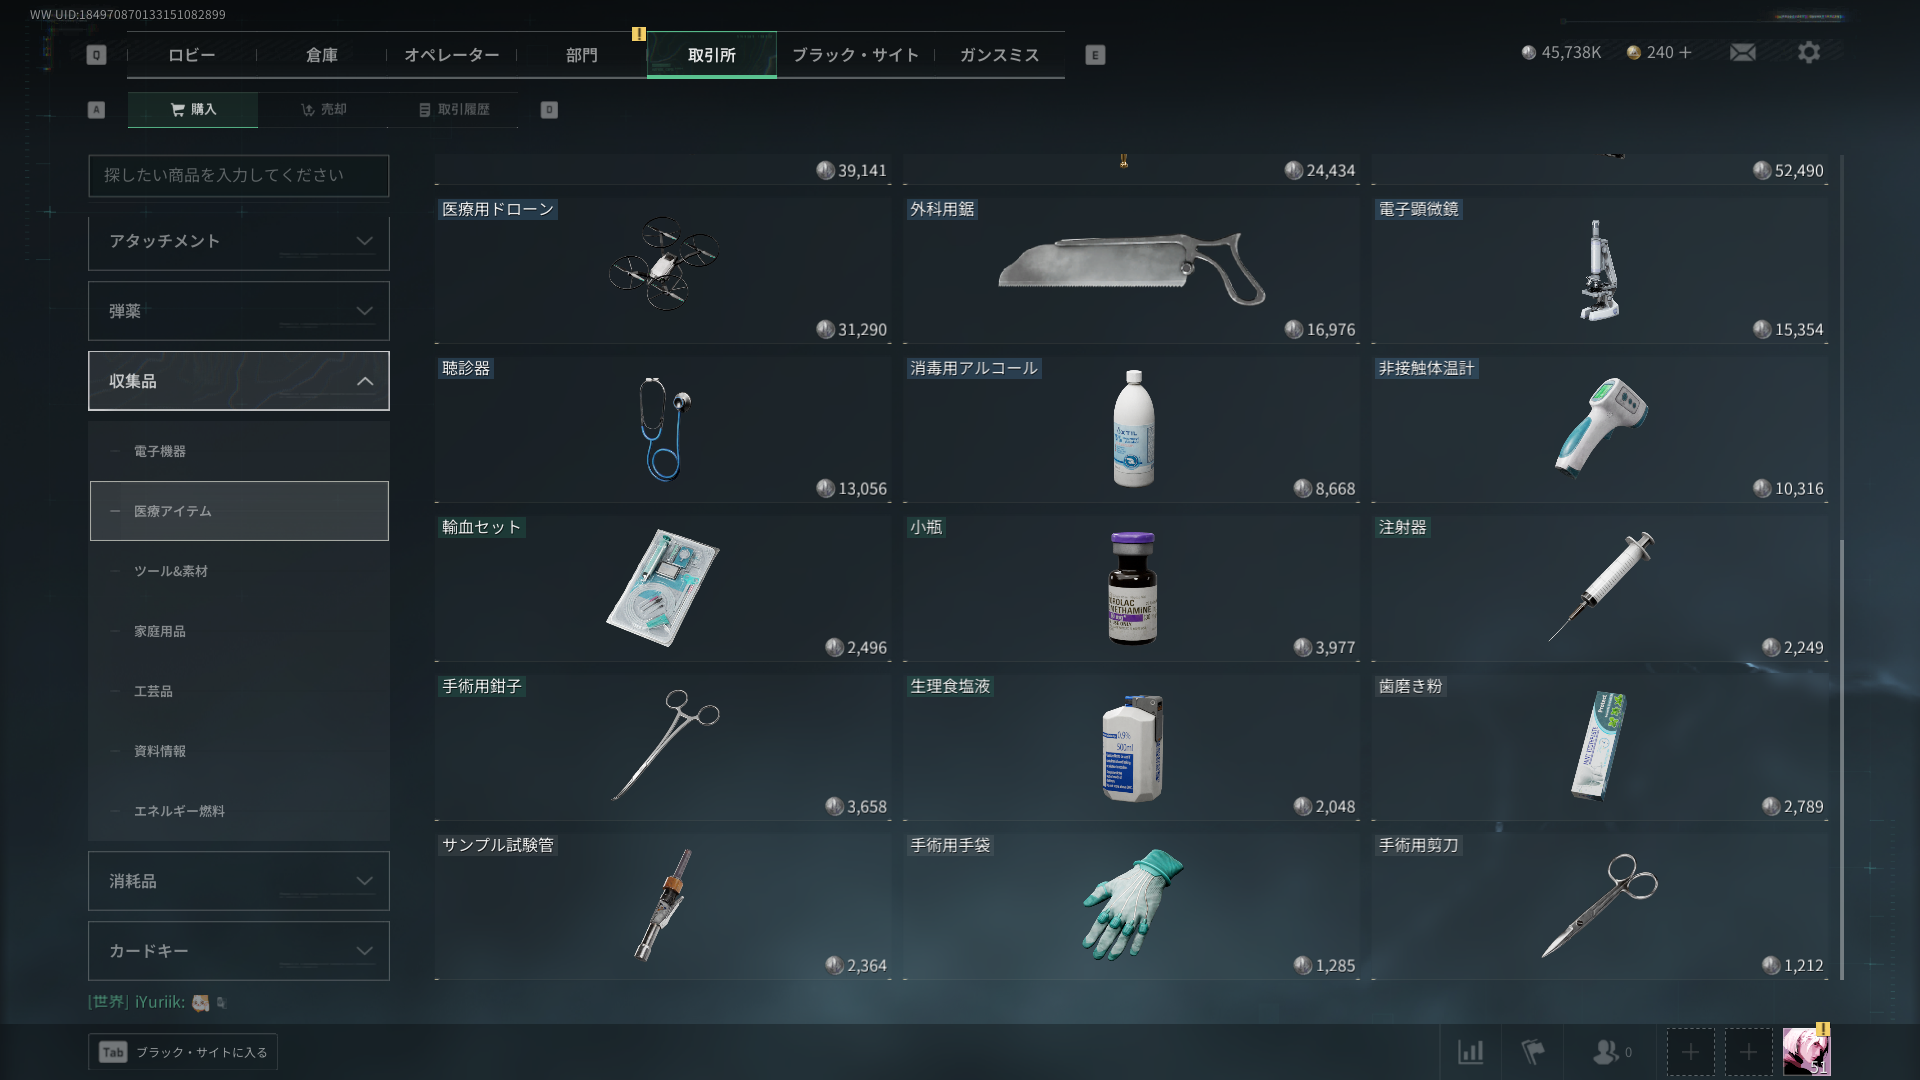 WW UID:184970870133151082899
Q ロビー 倉庫 オペレーター 部門 取引所 ブラック・サイト ガンスミス E
45,738K 240 +
A 購入 売却 取引履歴 D
探したい商品を入力してください
アタッチメント
弾薬
収集品
電子機器
医療アイテム
ツール&素材
家庭用品
工芸品
資料情報
エネルギー燃料
消耗品
カードキー
39,141
24,434
52,490
医療用ドローン
31,290
外科用鋸
16,976
電子顕微鏡
15,354
聴診器
13,056
消毒用アルコール
8,668
非接触体温計
10,316
輸血セット
2,496
小瓶
3,977
注射器
2,249
手術用鉗子
3,658
生理食塩液
0.9%
500ml
2,048
歯磨き粉
2,789
サンプル試験管
2,364
手術用手袋
1,285
手術用剪刀
1,212
[世界] iYuriik:
Tab ブラック・サイトに入る
0
51